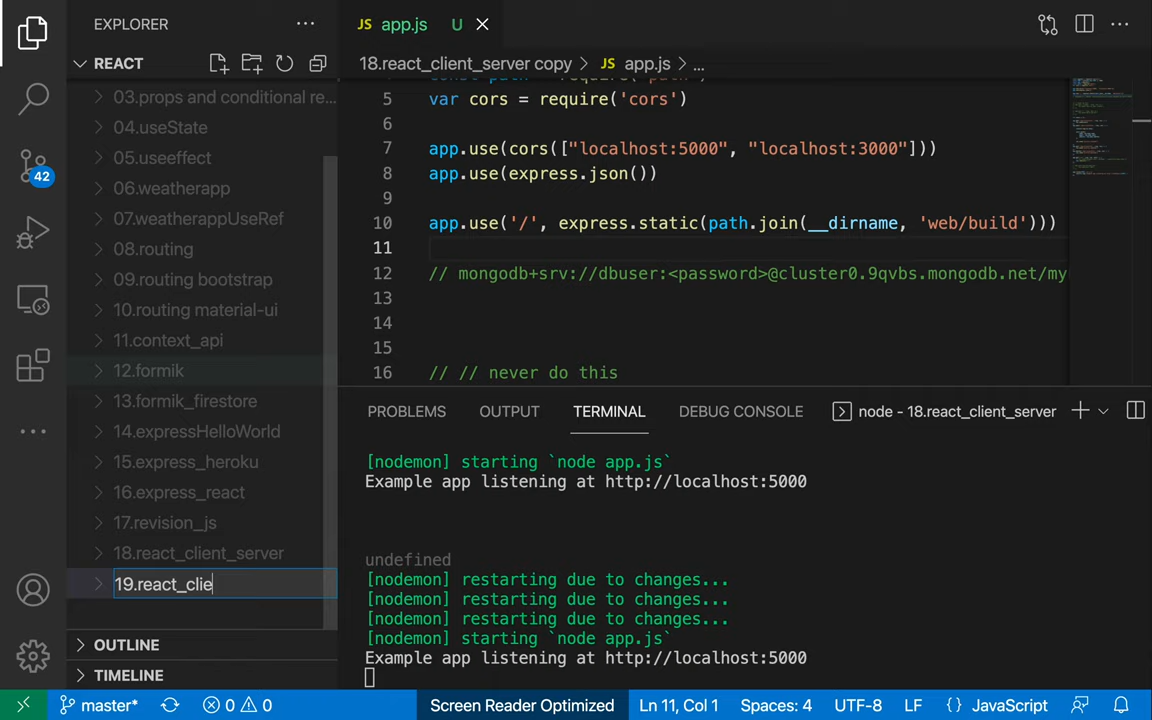 EXPLORER
REACT
03.props and conditional re...
04.useState
05.useeffect
06.weatherapp
07.weatherappUseRef
08.routing
09.routing bootstrap
10.routing material-ui
11.context_api
12.formik
13.formik_firestore
14.expressHelloWorld
15.express_heroku
16.express_react
17.revision_js
18.react_client_server
19.react_clie
OUTLINE
TIMELINE
42
JS app.js U
18.react_client_server copy > JS app.js > ...
5 var cors = require('cors')
6
7 app.use(cors(["localhost:5000", "localhost:3000"]))
8 app.use(express.json())
9
10 app.use('/', express.static(path.join(__dirname, 'web/build')))
11
12 // mongodb+srv://dbuser:<password>@cluster0.9qvbs.mongodb.net/my
13
14
15
16 // // never do this
PROBLEMS OUTPUT TERMINAL DEBUG CONSOLE node - 18.react_client_server
[nodemon] starting `node app.js`
Example app listening at http://localhost:5000
undefined
[nodemon] restarting due to changes...
[nodemon] restarting due to changes...
[nodemon] restarting due to changes...
[nodemon] starting `node app.js`
Example app listening at http://localhost:5000
master* 0 0 Screen Reader Optimized Ln 11, Col 1 Spaces: 4 UTF-8 LF {} JavaScript